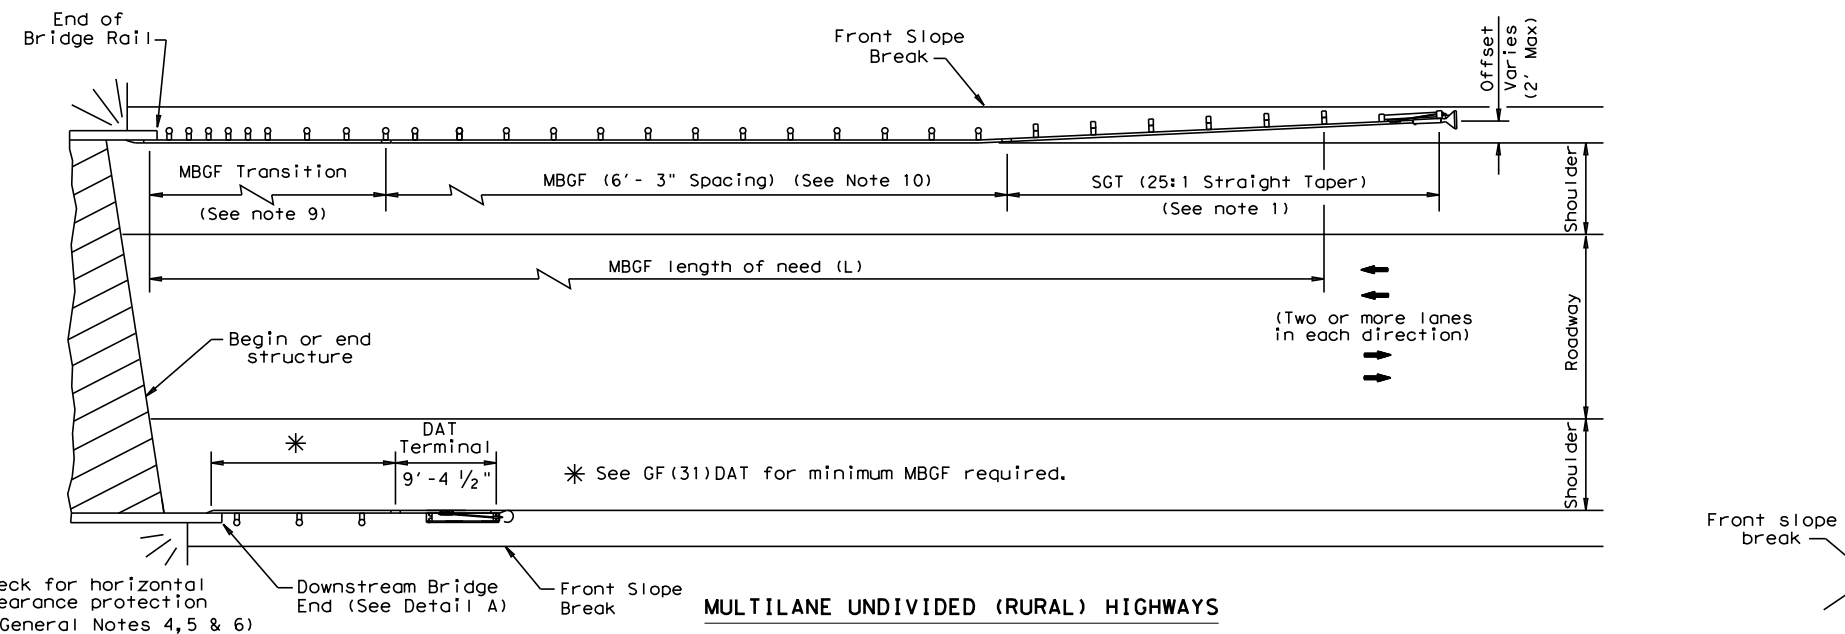 End of
Bridge Rail
Front Slope
Break
Offset
Varies
(2' Max)
MBGF Transition
(See note 9)
MBGF (6'- 3" Spacing) (See Note 10)
SGT (25:1 Straight Taper)
(See note 1)
Shoulder
MBGF length of need (L)
(Two or more lanes
in each direction)
Roadway
Begin or end
structure
DAT
Terminal
9'-4 ½"
✳
✳ See GF(31)DAT for minimum MBGF required.
Shoulder
Front slope
break
eck for horizontal
earance protection
General Notes 4,5 & 6)
Downstream Bridge
End (See Detail A)
Front Slope
Break
MULTILANE UNDIVIDED (RURAL) HIGHWAYS